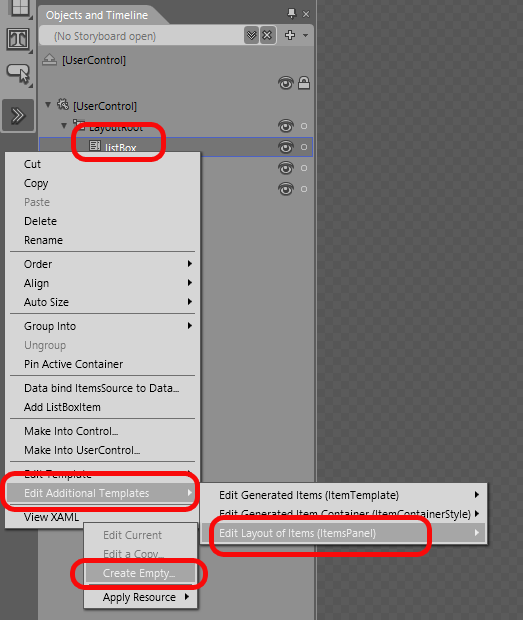 Objects and Timeline
(No Storyboard open)
[UserControl]
[UserControl]
LayoutRoot
listBox
Cut
Copy
Paste
Delete
Rename
Order
Align
Auto Size
Group Into
Ungroup
Pin Active Container
Data bind ItemsSource to Data...
Add ListBoxItem
Make Into Control...
Make Into UserControl...
Edit Template
Edit Additional Templates
View XAML
Edit Generated Items (ItemTemplate)
Edit Generated Item Container (ItemContainerStyle)
Edit Layout of Items (ItemsPanel)
Edit Current
Edit a Copy...
Create Empty...
Apply Resource